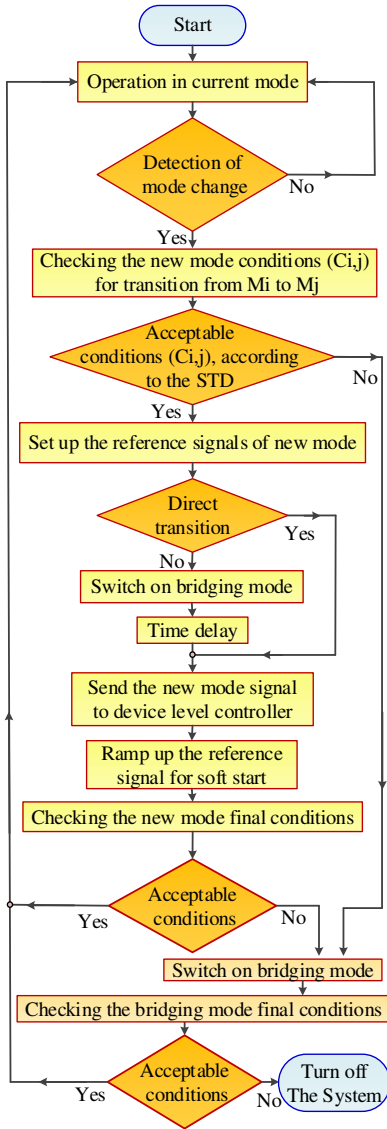 Start
Operation in current mode
Detection of
mode change
No
Yes
Checking the new mode conditions (Ci,j)
for transition from Mi to Mj
Acceptable
conditions (Ci,j), according
to the STD
No
Yes
Set up the reference signals of new mode
Direct
transition
Yes
No
Switch on bridging mode
Time delay
Send the new mode signal
to device level controller
Ramp up the reference
signal for soft start
Checking the new mode final conditions
Acceptable
conditions
Yes
No
Switch on bridging mode
Checking the bridging mode final conditions
Acceptable
conditions
Yes
No
Turn off
The System